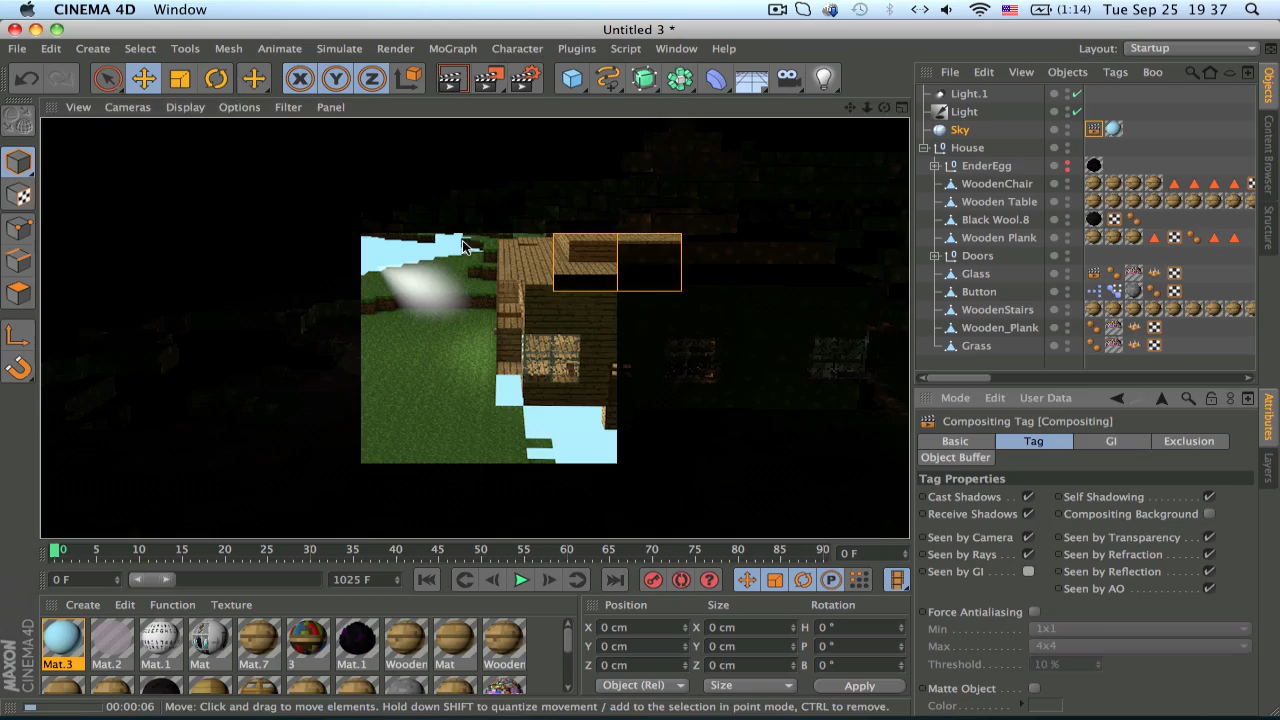 CINEMA 4D Window (1:14) Tue Sep 25 19:37
Untitled 3 *
File Edit Create Select Tools Mesh Animate Simulate Render MoGraph Character Plugins Script Window Help Layout: Startup
X Y Z
File Edit View Objects Tags Boo
View Cameras Display Options Filter Panel
Light.1
Light
Sky
House
EnderEgg
WoodenChair
Wooden Table
Black Wool.8
Wooden Plank
Doors
Glass
Button
WoodenStairs
Wooden_Plank
Grass
Objects
Content Browser
Structure
Mode Edit User Data
Compositing Tag [Compositing]
Basic Tag GI Exclusion
Object Buffer
Tag Properties
Cast Shadows Self Shadowing
Receive Shadows Compositing Background
Seen by Camera Seen by Transparency
Seen by Rays Seen by Refraction
Seen by GI Seen by Reflection
Seen by AO
Force Antialiasing
Min 1x1
Max 4x4
Threshold 10 %
Matte Object
Color
Attributes
Layers
0 5 10 15 20 25 30 35 40 45 50 55 60 65 70 75 80 85 90 0 F
0 F 1025 F
Create Edit Function Texture
Mat.3 Mat.2 Mat.1 Mat Mat.7 3 Mat.1 Wooden Mat Wooden
Position Size Rotation
X 0 cm X 0 cm H 0 °
Y 0 cm Y 0 cm P 0 °
Z 0 cm Z 0 cm B 0 °
Object (Rel) Size Apply
MAXON
CINEMA 4D
00:00:06 Move: Click and drag to move elements. Hold down SHIFT to quantize movement / add to the selection in point mode, CTRL to remove.